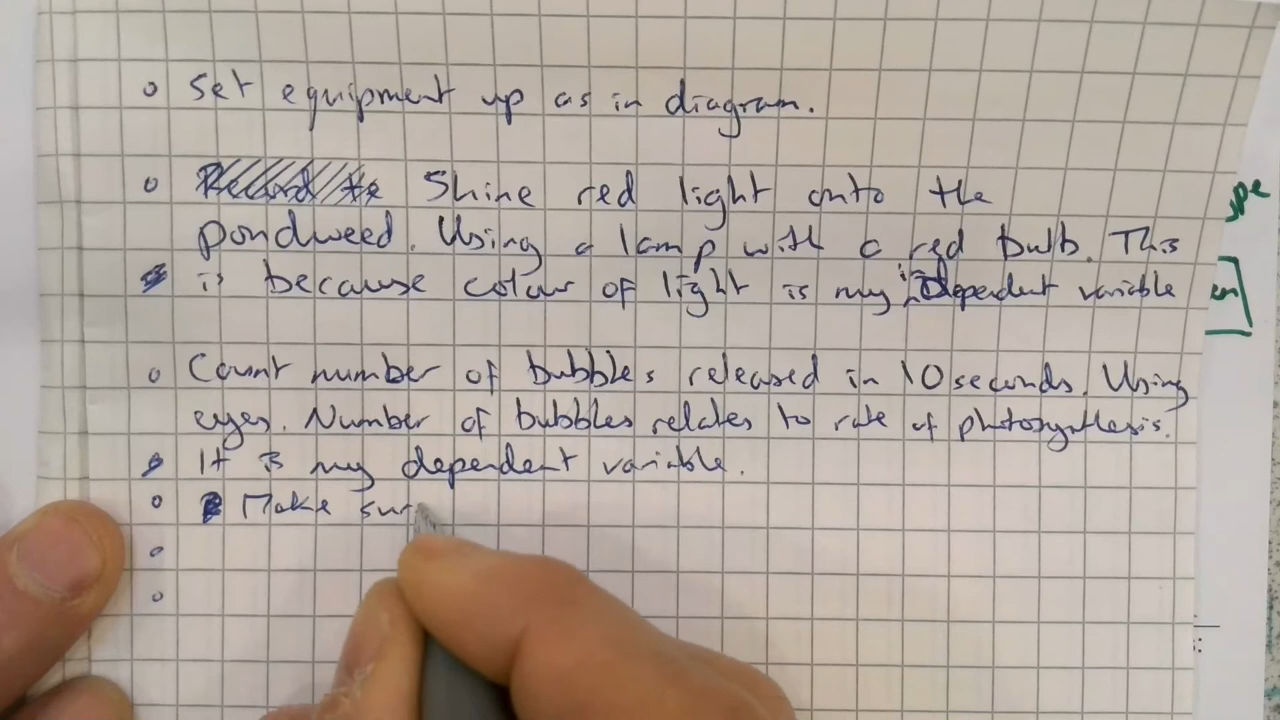 Set equipment up as in diagram.
Shine red light onto the
pondweed. Using a lamp with a red bulb. This
is because colour of light is my independent variable
Count number of bubbles released in 10 seconds. Using
eyes. Number of bubbles relates to rate of photosynthesis.
It is my dependent variable.
Make sur